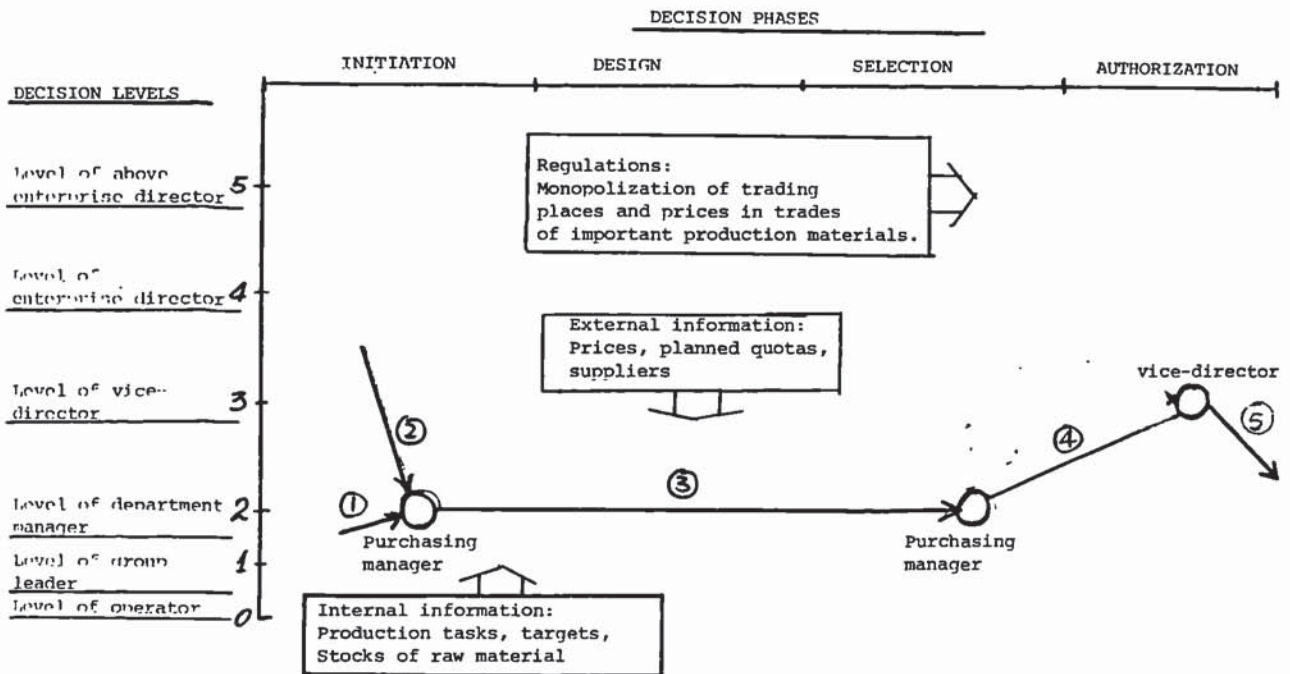 DECISION PHASES
INITIATION DESIGN SELECTION AUTHORIZATION
DECISION LEVELS
Level of above
enterprise director 5
Level of
enterprise director 4
Level of vice-
director 3
Level of department
manager 2
Level of group 1
leader
Level of operator 0
Regulations:
Monopolization of trading
places and prices in trades
of important production materials.
External information:
Prices, planned quotas,
suppliers
vice-director
②
⑤
④
①
③
Purchasing
manager
Purchasing
manager
Internal information:
Production tasks, targets,
Stocks of raw material